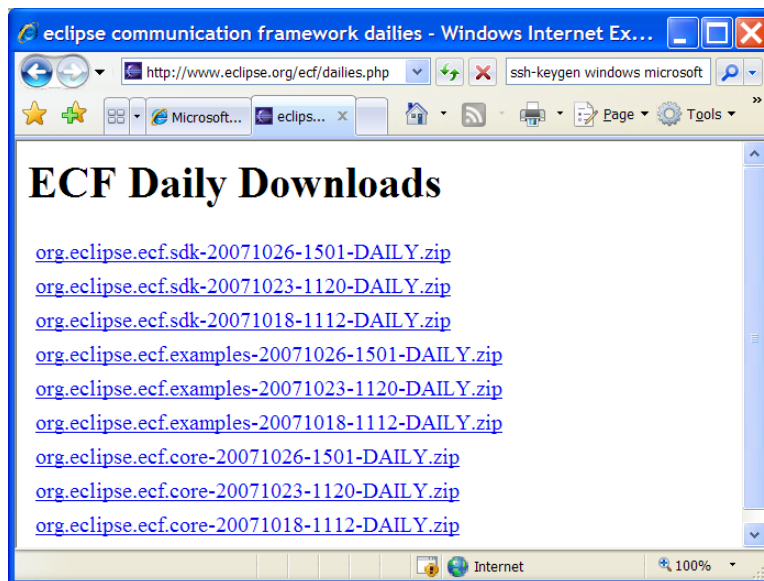 eclipse communication framework dailies - Windows Internet Ex...
http://www.eclipse.org/ecf/dailies.php
ssh-keygen windows microsoft
Microsoft...
eclips...
Page
Tools
ECF Daily Downloads
org.eclipse.ecf.sdk-20071026-1501-DAILY.zip
org.eclipse.ecf.sdk-20071023-1120-DAILY.zip
org.eclipse.ecf.sdk-20071018-1112-DAILY.zip
org.eclipse.ecf.examples-20071026-1501-DAILY.zip
org.eclipse.ecf.examples-20071023-1120-DAILY.zip
org.eclipse.ecf.examples-20071018-1112-DAILY.zip
org.eclipse.ecf.core-20071026-1501-DAILY.zip
org.eclipse.ecf.core-20071023-1120-DAILY.zip
org.eclipse.ecf.core-20071018-1112-DAILY.zip
Internet
100%